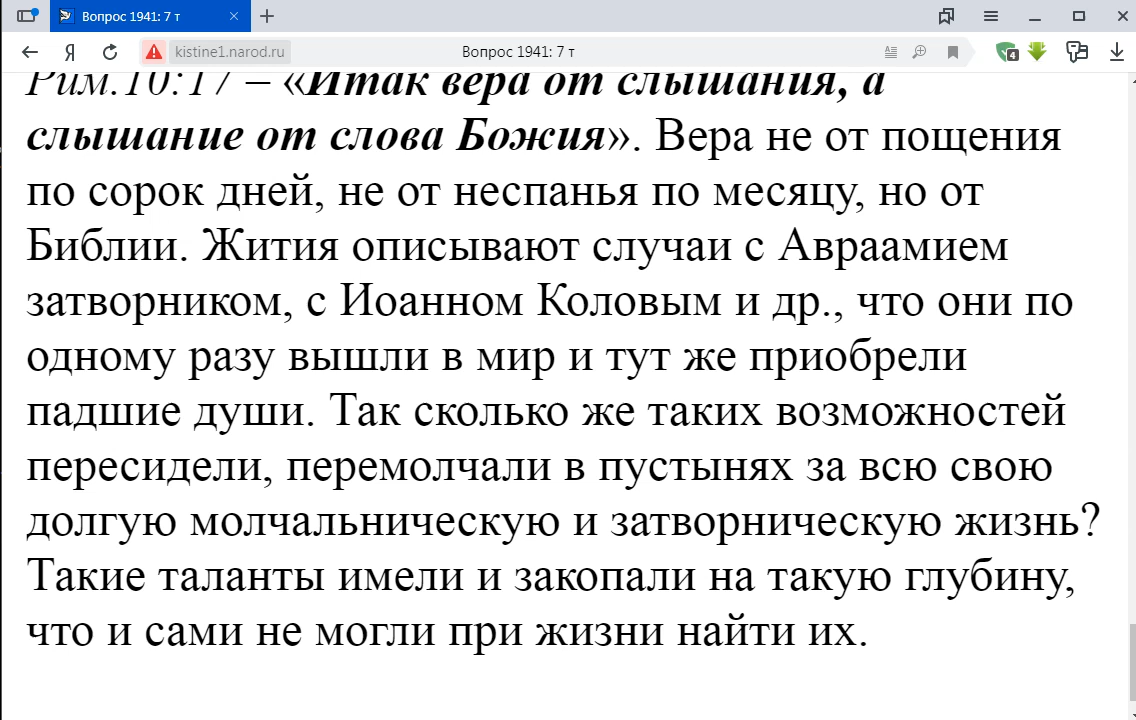 Вопрос 1941: 7 т
kistine1.narod.ru
Вопрос 1941: 7 т
4
Рим.10:17 – «Итак вера от слышания, а
слышание от слова Божия». Вера не от пощения
по сорок дней, не от неспанья по месяцу, но от
Библии. Жития описывают случаи с Авраамием
затворником, с Иоанном Коловым и др., что они по
одному разу вышли в мир и тут же приобрели
падшие души. Так сколько же таких возможностей
пересидели, перемолчали в пустынях за всю свою
долгую молчальническую и затворническую жизнь?
Такие таланты имели и закопали на такую глубину,
что и сами не могли при жизни найти их.